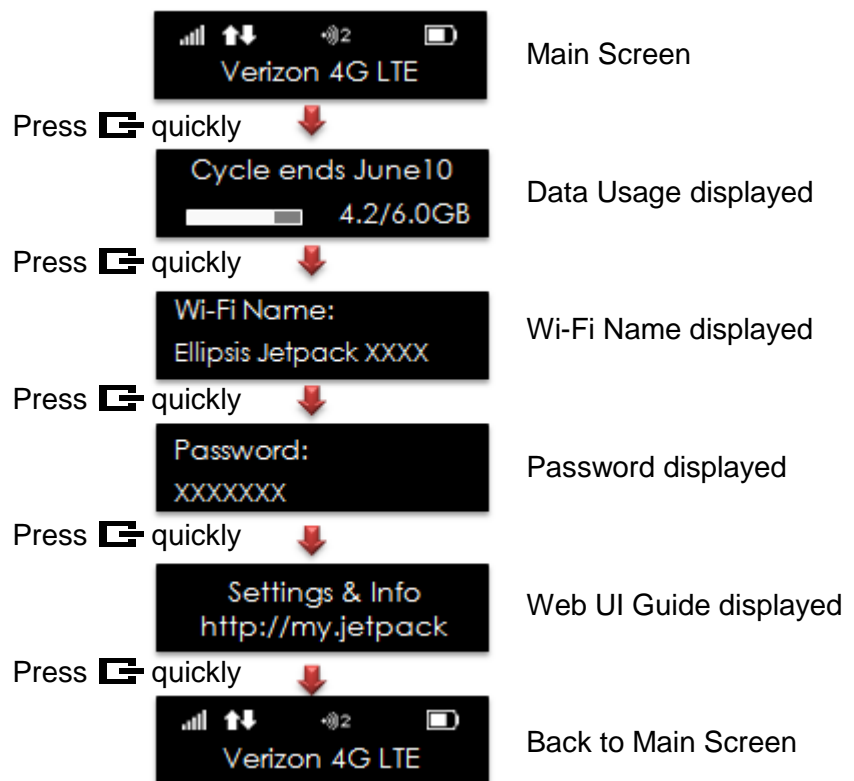 2
Verizon 4G LTE
Main Screen
Press quickly
Cycle ends June10
4.2/6.0GB
Data Usage displayed
Press quickly
Wi-Fi Name:
Ellipsis Jetpack XXXX
Wi-Fi Name displayed
Press quickly
Password:
XXXXXXX
Password displayed
Press quickly
Settings & Info
http://my.jetpack
Web UI Guide displayed
Press quickly
2
Verizon 4G LTE
Back to Main Screen